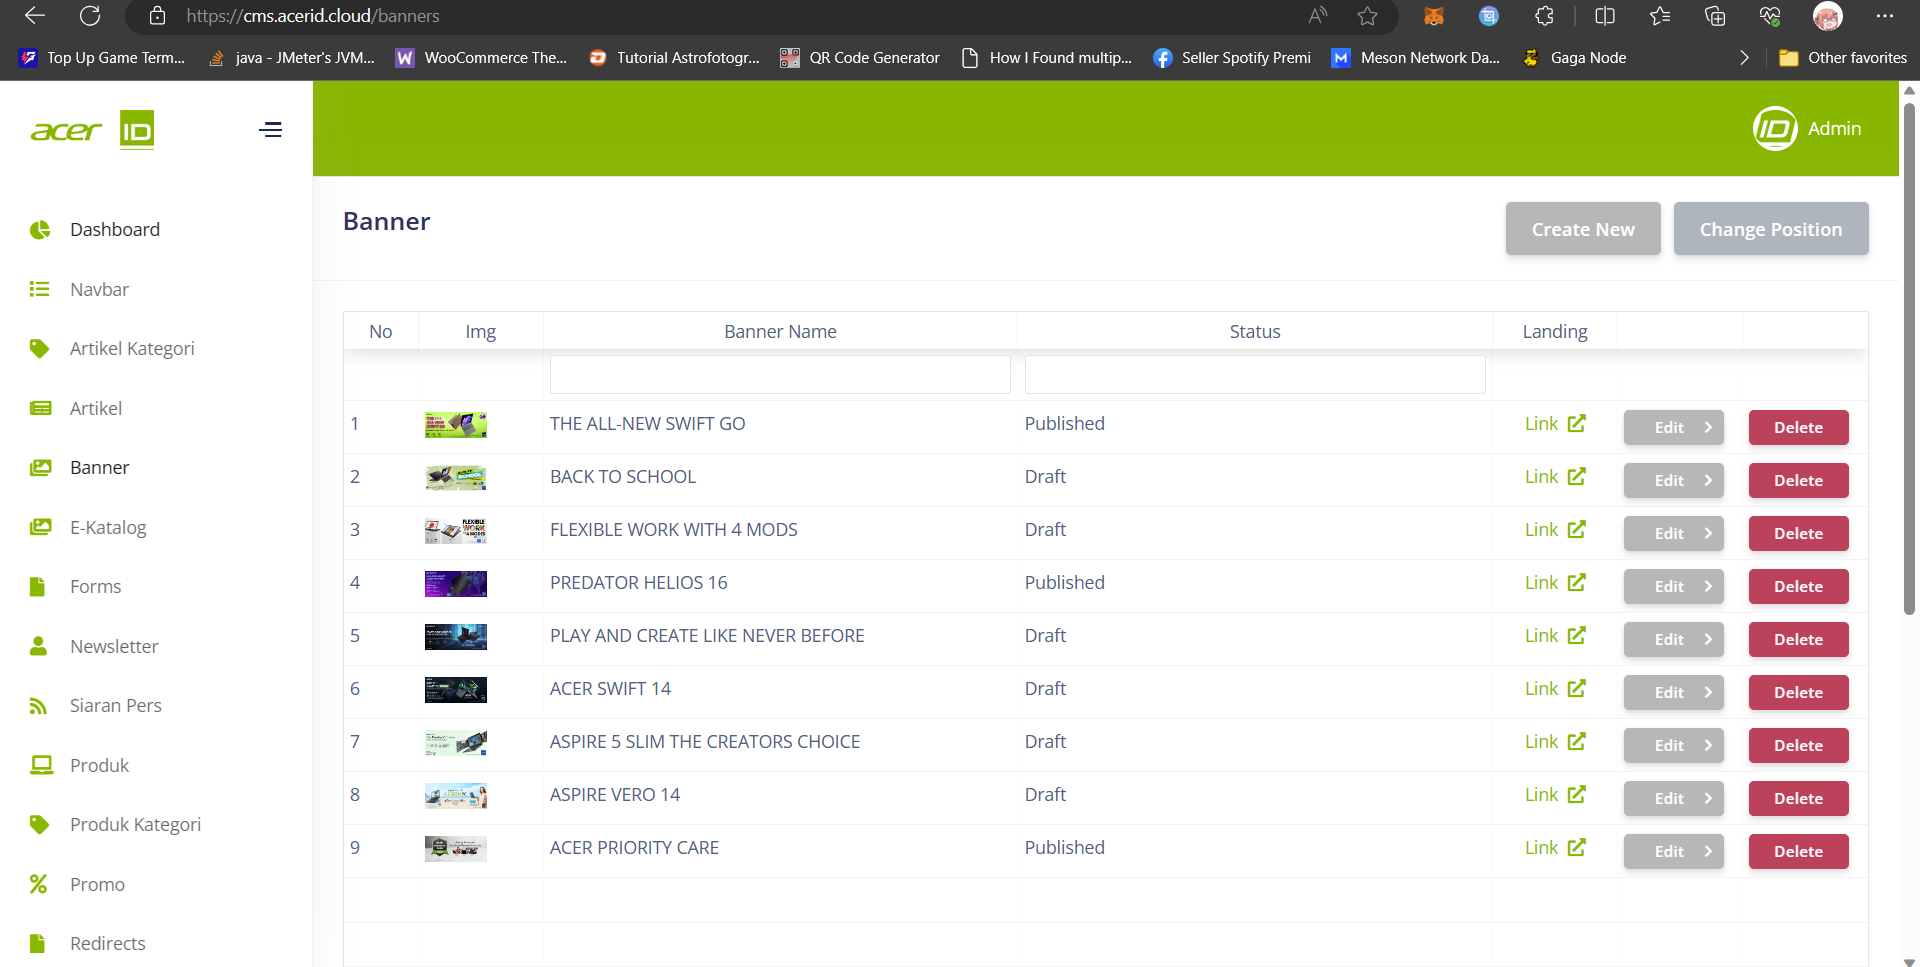 https://cms.acerid.cloud/banners
Top Up Game Term... java - JMeter's JVM... WooCommerce The... Tutorial Astrofotogr... QR Code Generator How I Found multip... Seller Spotify Premi Meson Network Da... Gaga Node Other favorites
acer ID
Admin
Dashboard
Navbar
Artikel Kategori
Artikel
Banner
E-Katalog
Forms
Newsletter
Siaran Pers
Produk
Produk Kategori
Promo
Redirects
Banner
Create New Change Position
No Img Banner Name Status Landing
1 THE ALL-NEW SWIFT GO Published Link Edit Delete
2 BACK TO SCHOOL Draft Link Edit Delete
3 FLEXIBLE WORK WITH 4 MODS Draft Link Edit Delete
4 PREDATOR HELIOS 16 Published Link Edit Delete
5 PLAY AND CREATE LIKE NEVER BEFORE Draft Link Edit Delete
6 ACER SWIFT 14 Draft Link Edit Delete
7 ASPIRE 5 SLIM THE CREATORS CHOICE Draft Link Edit Delete
8 ASPIRE VERO 14 Draft Link Edit Delete
9 ACER PRIORITY CARE Published Link Edit Delete